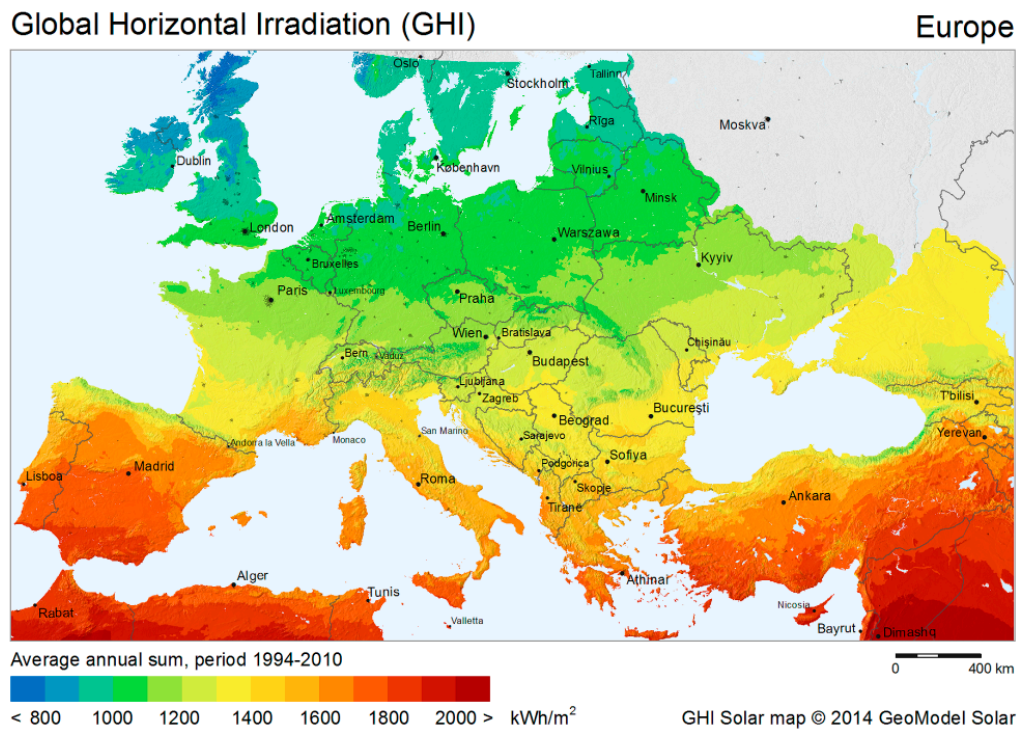 Global Horizontal Irradiation (GHI)
Europe
Oslo
Stockholm
Tallinn
Rīga
Moskva
Dublin
København
Vilnius
Minsk
London
Amsterdam
Berlin
Warszawa
Bruxelles
Kyyiv
Paris
Luxembourg
Praha
Wien
Bratislava
Bern
Vaduz
Budapest
Chişinău
Ljubljana
Zagreb
T'bilisi
Beograd
Bucureşti
Andorra la Vella
Monaco
San Marino
Sarajevo
Yerevan
Madrid
Lisboa
Roma
Podgorica
Sofiya
Skopje
Tirane
Ankara
Alger
Athinai
Tunis
Rabat
Valletta
Nicosia
Bayrut
Dimashq
Average annual sum, period 1994-2010
0 400 km
< 800 1000 1200 1400 1600 1800 2000 > kWh/m²
GHI Solar map © 2014 GeoModel Solar